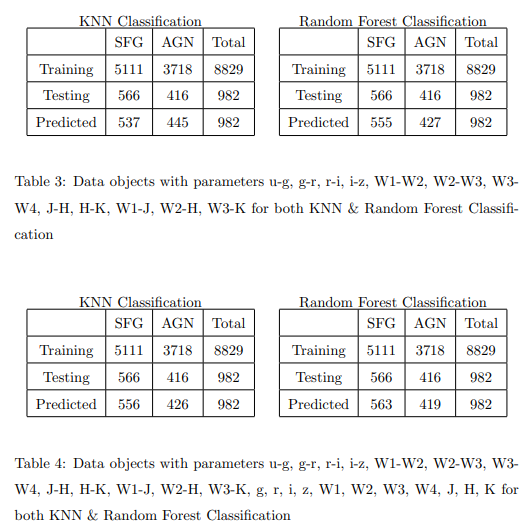 KNN Classification Random Forest Classification
SFG AGN Total SFG AGN Total
Training 5111 3718 8829 Training 5111 3718 8829
Testing 566 416 982 Testing 566 416 982
Predicted 537 445 982 Predicted 555 427 982
Table 3: Data objects with parameters u-g, g-r, r-i, i-z, W1-W2, W2-W3, W3-
W4, J-H, H-K, W1-J, W2-H, W3-K for both KNN & Random Forest Classifi-
cation
KNN Classification Random Forest Classification
SFG AGN Total SFG AGN Total
Training 5111 3718 8829 Training 5111 3718 8829
Testing 566 416 982 Testing 566 416 982
Predicted 556 426 982 Predicted 563 419 982
Table 4: Data objects with parameters u-g, g-r, r-i, i-z, W1-W2, W2-W3, W3-
W4, J-H, H-K, W1-J, W2-H, W3-K, g, r, i, z, W1, W2, W3, W4, J, H, K for
both KNN & Random Forest Classification